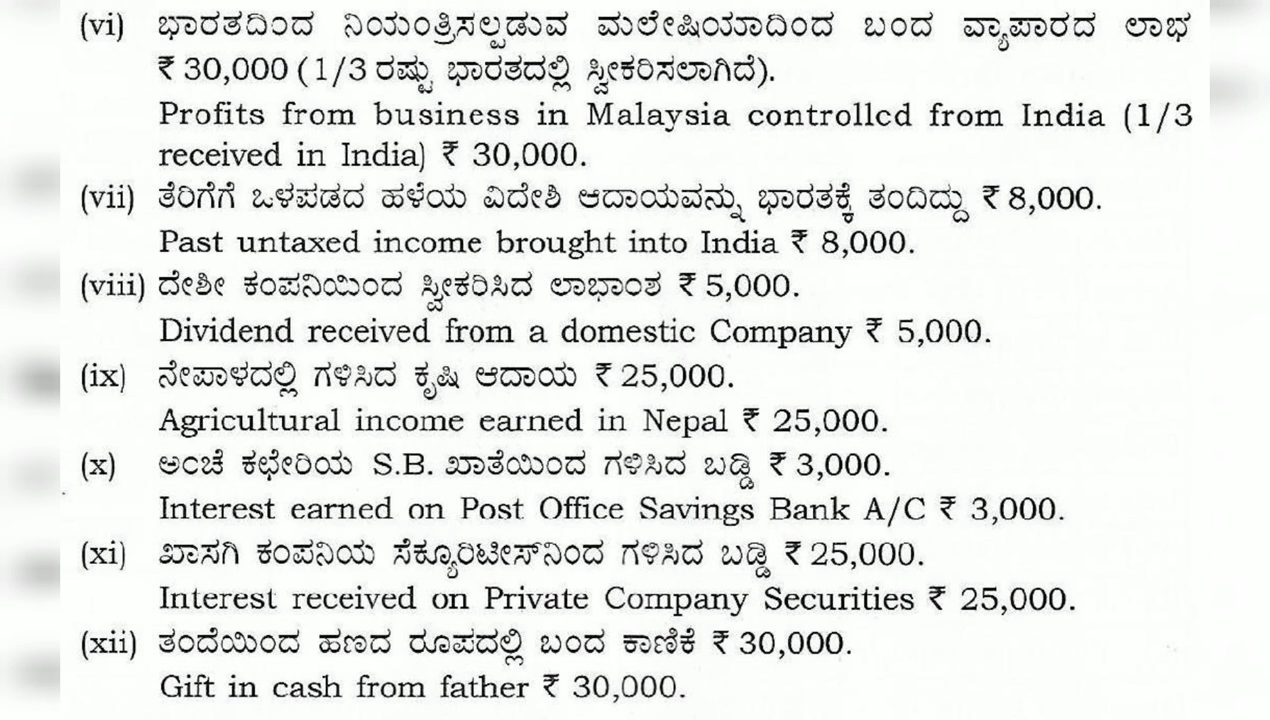 (vi) ಭಾರತದಿಂದ ನಿಯಂತ್ರಿಸಲ್ಪಡುವ ಮಲೇಷಿಯಾದಿಂದ ಬಂದ ವ್ಯಾಪಾರದ ಲಾಭ
₹ 30,000 (1/3 ರಷ್ಟು ಭಾರತದಲ್ಲಿ ಸ್ವೀಕರಿಸಲಾಗಿದೆ).
Profits from business in Malaysia controlled from India (1/3
received in India) ₹ 30,000.
(vii) ತೆರಿಗೆಗೆ ಒಳಪಡದ ಹಳೆಯ ವಿದೇಶಿ ಆದಾಯವನ್ನು ಭಾರತಕ್ಕೆ ತಂದಿದ್ದು ₹ 8,000.
Past untaxed income brought into India ₹ 8,000.
(viii) ದೇಶೀ ಕಂಪನಿಯಿಂದ ಸ್ವೀಕರಿಸಿದ ಲಾಭಾಂಶ ₹ 5,000.
Dividend received from a domestic Company ₹ 5,000.
(ix) ನೇಪಾಳದಲ್ಲಿ ಗಳಿಸಿದ ಕೃಷಿ ಆದಾಯ ₹ 25,000.
Agricultural income earned in Nepal ₹ 25,000.
(x) ಅಂಚೆ ಕಛೇರಿಯ S.B. ಖಾತೆಯಿಂದ ಗಳಿಸಿದ ಬಡ್ಡಿ ₹ 3,000.
Interest earned on Post Office Savings Bank A/C ₹ 3,000.
(xi) ಖಾಸಗಿ ಕಂಪನಿಯ ಸೆಕ್ಯೂರಿಟೀಸ್‌ನಿಂದ ಗಳಿಸಿದ ಬಡ್ಡಿ ₹ 25,000.
Interest received on Private Company Securities ₹ 25,000.
(xii) ತಂದೆಯಿಂದ ಹಣದ ರೂಪದಲ್ಲಿ ಬಂದ ಕಾಣಿಕೆ ₹ 30,000.
Gift in cash from father ₹ 30,000.